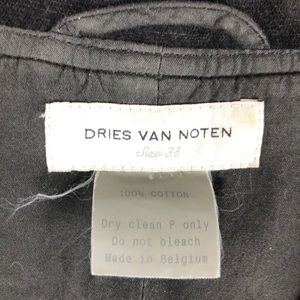 DRIES VAN NOTEN
Size 38
100% COTTON
Dry clean P only
Do not bleach
Made in Belgium